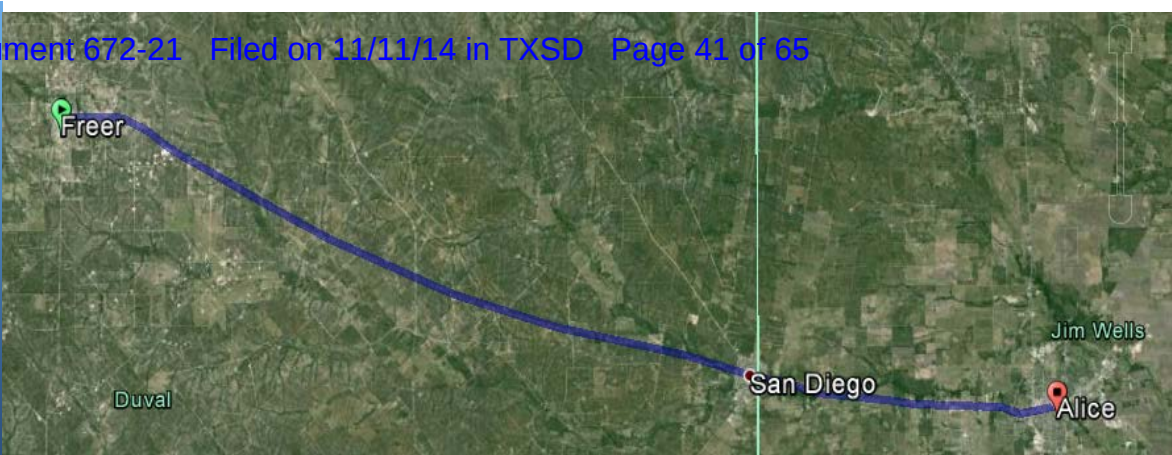 ument 672-21 Filed on 11/11/14 in TXSD Page 41 of 65
Freer
Jim Wells
San Diego
Duval
Alice